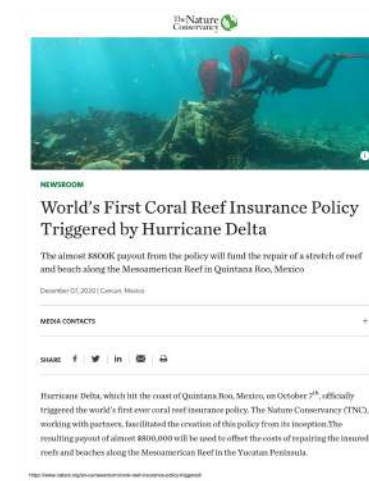 The Nature
Conservancy
NEWSROOM
World's First Coral Reef Insurance Policy
Triggered by Hurricane Delta
The almost $800K payout from the policy will fund the repair of a stretch of reef
and beach along the Mesoamerican Reef in Quintana Roo, Mexico
December 07, 2020 | Cancun, Mexico
MEDIA CONTACTS +
SHARE
Hurricane Delta, which hit the coast of Quintana Roo, Mexico, on October 7th, officially
triggered the world's first ever coral reef insurance policy. The Nature Conservancy (TNC),
working with partners, fascilitated the creation of this policy from its inception.The
resulting payout of almost $800,000 will be used to offset the costs of repairing the insured
reefs and beaches along the Mesoamerican Reef in the Yucatan Peninsula.